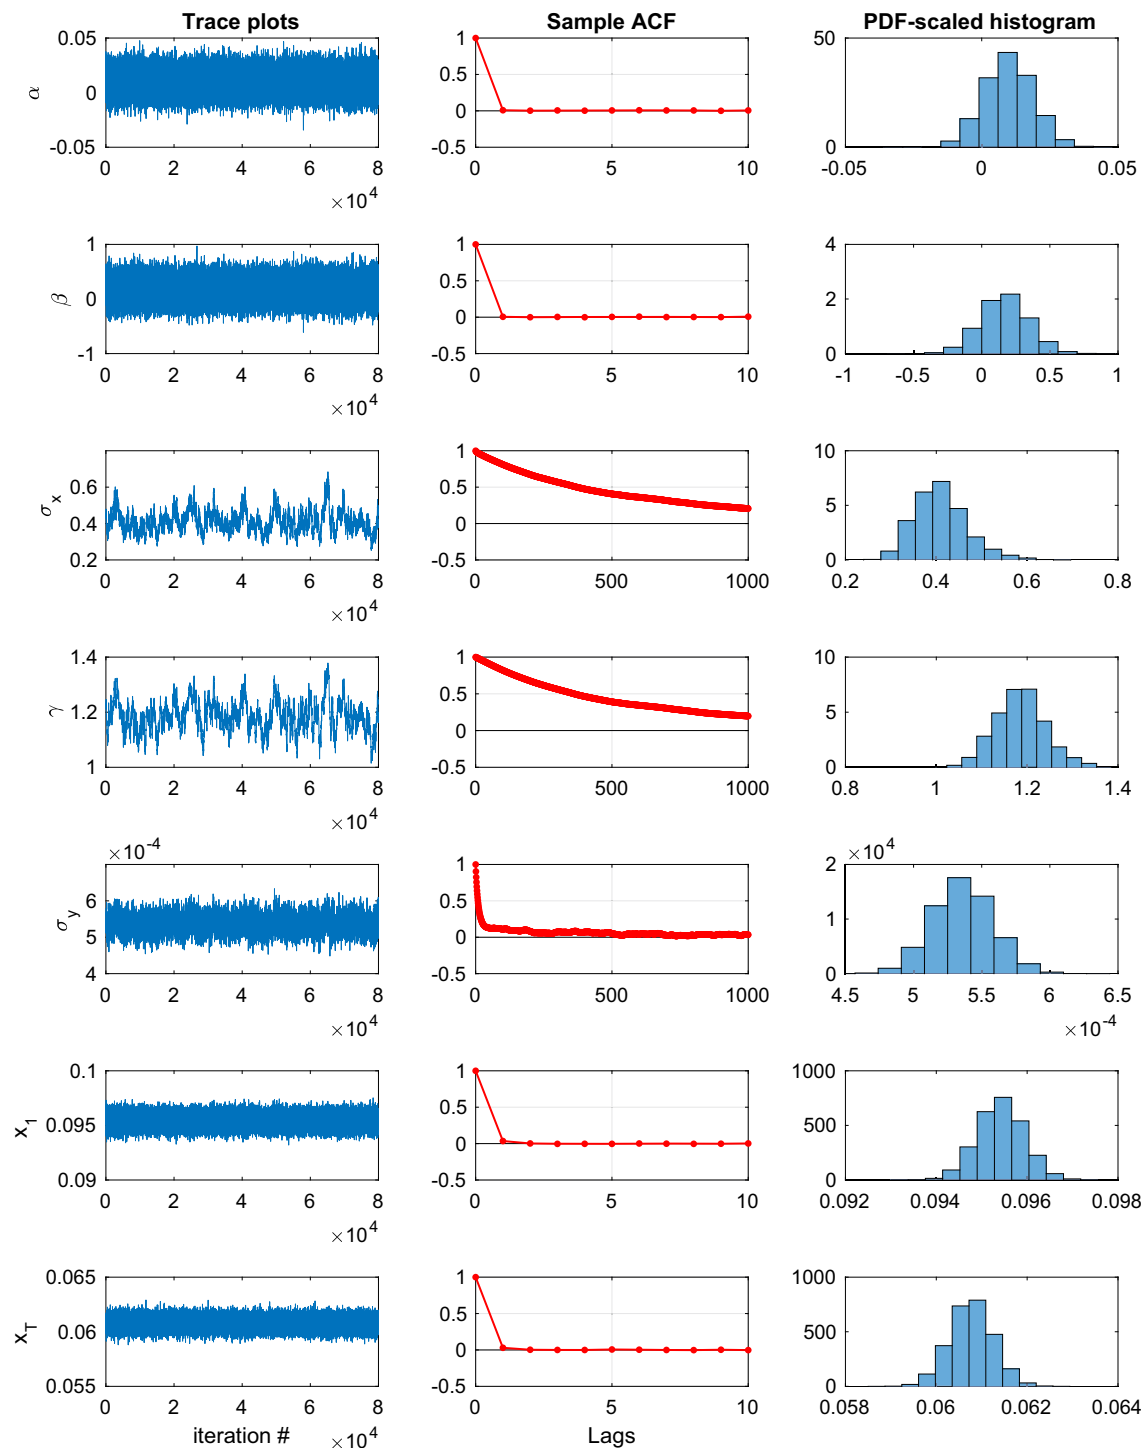 Trace plots Sample ACF PDF-scaled histogram
0.05 1 50
α 0 0.5
0
-0.05 -0.5 0
0 2 4 6 8 0 5 10 -0.05 0 0.05
×10^4
1 1 4
β 0 0.5 2
0
-1 -0.5 0
0 2 4 6 8 0 5 10 -1 -0.5 0 0.5 1
×10^4
1 10
σ_x 0.6 0.5 5
0.4 0
0.2 -0.5 0
0 2 4 6 8 0 500 1000 0.2 0.4 0.6 0.8
×10^4
1.4 1 10
γ 1.2 0.5 5
0
1 -0.5 0
0 2 4 6 8 0 500 1000 0.8 1 1.2 1.4
×10^4
×10^-4 1 2 ×10^4
σ_y 6 0.5 1
5 0
4 -0.5 0
0 2 4 6 8 0 500 1000 4.5 5 5.5 6 6.5
×10^4 ×10^-4
0.1 1 1000
x_1 0.095 0.5 500
0
0.09 -0.5 0
0 2 4 6 8 0 5 10 0.092 0.094 0.096 0.098
×10^4
0.065 1 1000
x_T 0.06 0.5 500
0
0.055 -0.5 0
0 2 4 6 8 0 5 10 0.058 0.06 0.062 0.064
iteration # ×10^4 Lags